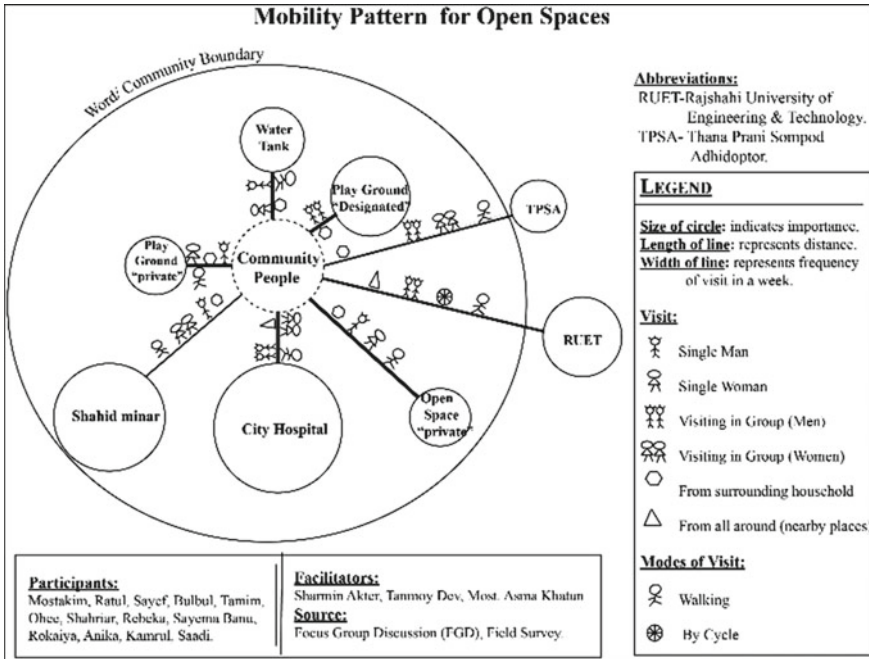 Mobility Pattern for Open Spaces
Word/ Community Boundary
Water
Tank
Play Ground
"Designated"
TPSA
Play
Ground
"private"
Community
People
RUET
Shahid minar
City Hospital
Open
Space
"private"
Abbreviations:
RUET-Rajshahi University of
Engineering & Technology.
TPSA- Thana Prani Sompod
Adhidoptor.
LEGEND
Size of circle: indicates importance.
Length of line: represents distance.
Width of line: represents frequency
of visit in a week.
Visit:
Single Man
Single Woman
Visiting in Group (Men)
Visiting in Group (Women)
From surrounding household
From all around (nearby places)
Modes of Visit:
Walking
By Cycle
Participants:
Mostakim, Ratul, Sayef, Bulbul, Tamim,
Ohee, Shahriar, Rebeka, Sayema Banu,
Rokaiya, Anika, Kamrul, Saadi.
Facilitators:
Sharmin Akter, Tanmoy Dev, Most. Asma Khatun
Source:
Focus Group Discussion (FGD), Field Survey.